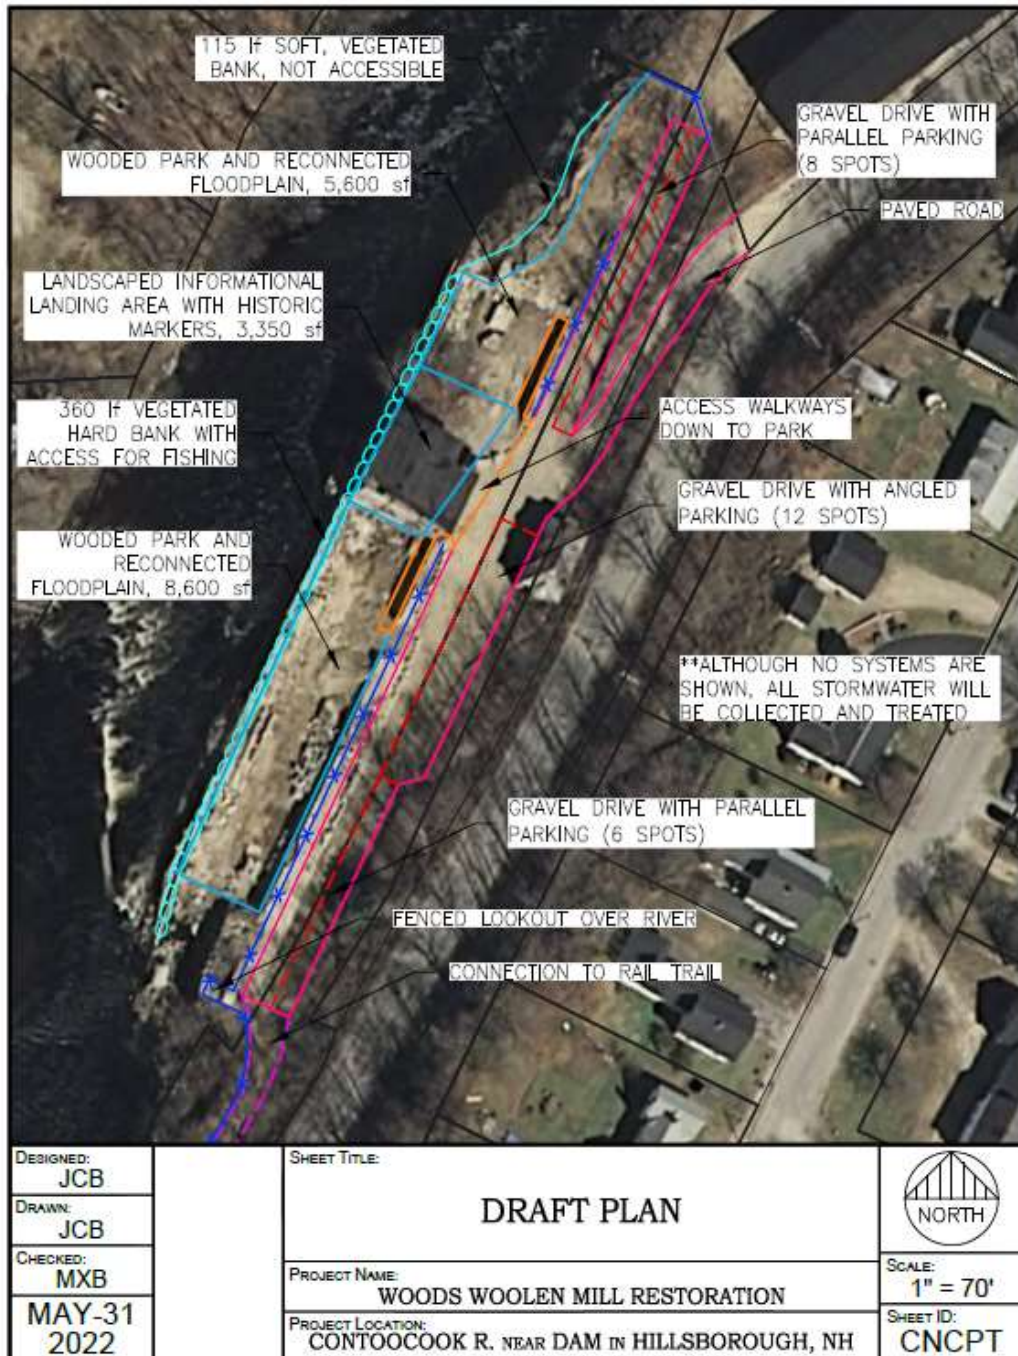 115 lf SOFT, VEGETATED
BANK, NOT ACCESSIBLE
GRAVEL DRIVE WITH
PARALLEL PARKING
(8 SPOTS)
WOODED PARK AND RECONNECTED
FLOODPLAIN, 5,600 sf
PAVED ROAD
LANDSCAPED INFORMATIONAL
LANDING AREA WITH HISTORIC
MARKERS, 3,350 sf
360 lf VEGETATED
HARD BANK WITH
ACCESS FOR FISHING
ACCESS WALKWAYS
DOWN TO PARK
GRAVEL DRIVE WITH ANGLED
PARKING (12 SPOTS)
WOODED PARK AND
RECONNECTED
FLOODPLAIN, 8,600 sf
**ALTHOUGH NO SYSTEMS ARE
SHOWN, ALL STORMWATER WILL
BE COLLECTED AND TREATED
GRAVEL DRIVE WITH PARALLEL
PARKING (6 SPOTS)
FENCED LOOKOUT OVER RIVER
CONNECTION TO RAIL TRAIL
DESIGNED:
JCB
DRAWN:
JCB
CHECKED:
MXB
MAY-31
2022
SHEET TITLE:
DRAFT PLAN
PROJECT NAME:
WOODS WOOLEN MILL RESTORATION
PROJECT LOCATION:
CONTOOCOOK R. NEAR DAM IN HILLSBOROUGH, NH
NORTH
SCALE:
1" = 70'
SHEET ID:
CNCPT